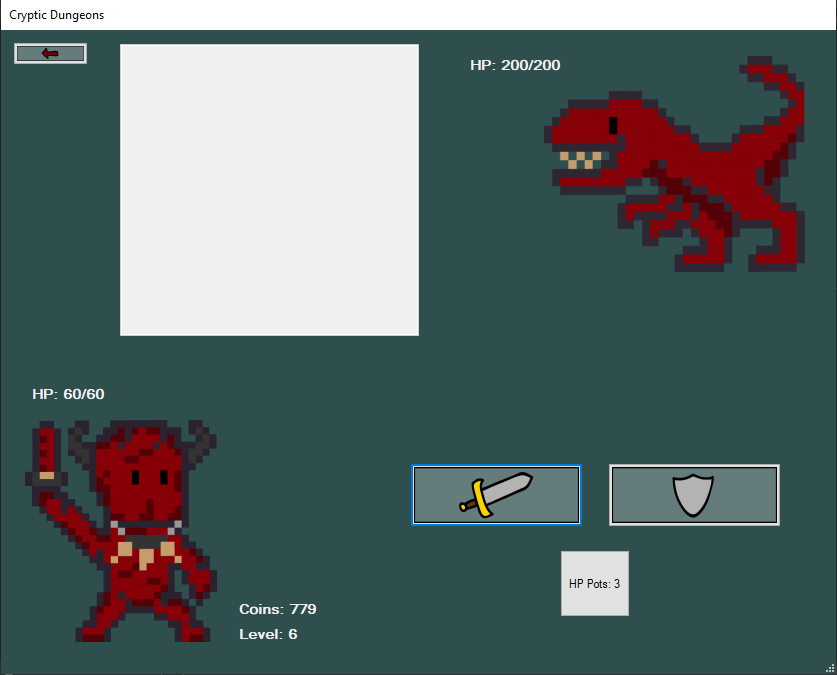 Cryptic Dungeons
HP: 200/200
HP: 60/60
HP Pots: 3
Coins: 779
Level: 6